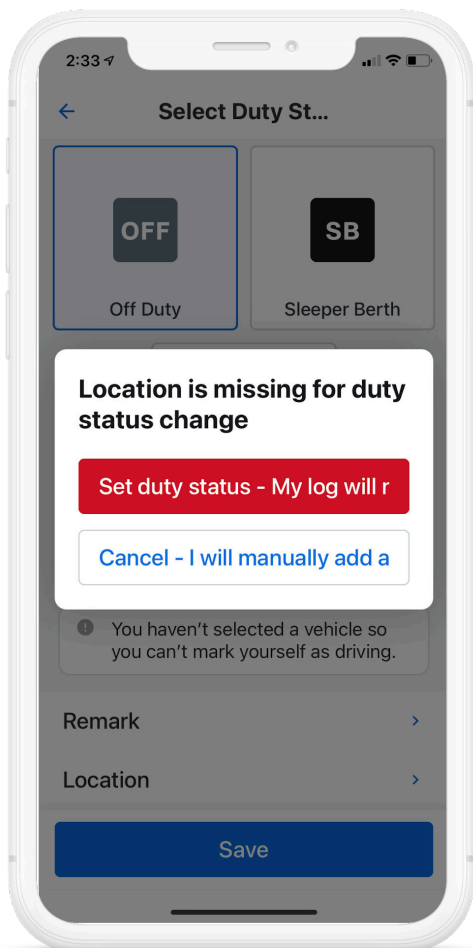 2:33
Select Duty St...
OFF
SB
Off Duty
Sleeper Berth
Location is missing for duty
status change
Set duty status - My log will r
Cancel - I will manually add a
You haven't selected a vehicle so
you can't mark yourself as driving.
Remark
Location
Save